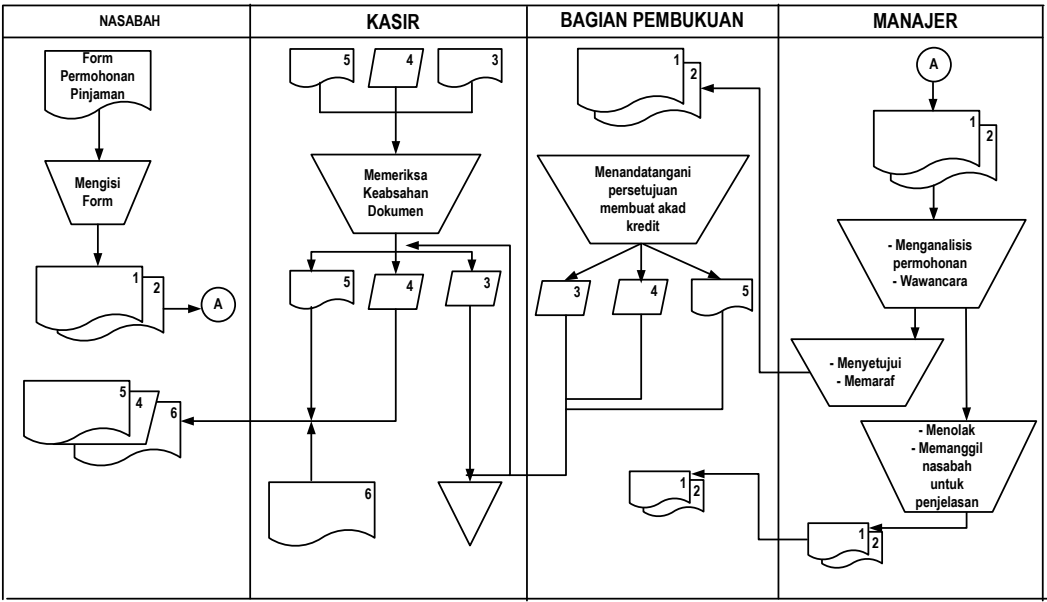 NASABAH
KASIR
BAGIAN PEMBUKUAN
MANAJER
Form
Permohonan
Pinjaman
Mengisi
Form
1
2
A
5
4
6
5
4
3
Memeriksa
Keabsahan
Dokumen
5
4
3
6
1
2
Menandatangani
persetujuan
membuat akad
kredit
3
4
5
1
2
A
1
2
- Menganalisis
permohonan
- Wawancara
- Menyetujui
- Memaraf
- Menolak
- Memanggil
nasabah
untuk
penjelasan
1
2